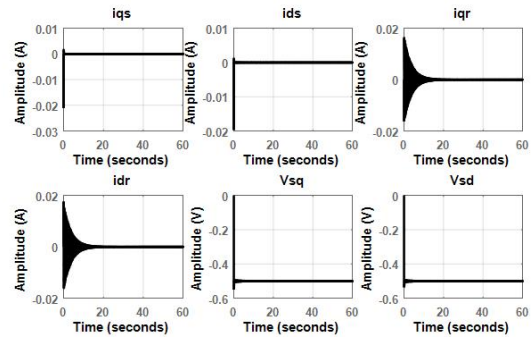 iqs
ids
iqr
0.01
0
-0.01
-0.02
-0.03
Amplitude (A)
0 20 40 60
Time (seconds)
0.01
0
-0.01
-0.02
Amplitude (A)
0 20 40 60
Time (seconds)
0.02
0
-0.02
Amplitude (A)
0 20 40 60
Time (seconds)
idr
Vsq
Vsd
0.02
0
-0.02
Amplitude (A)
0 20 40 60
Time (seconds)
0
-0.2
-0.4
-0.6
Amplitude (V)
0 20 40 60
Time (seconds)
0
-0.2
-0.4
-0.6
Amplitude (V)
0 20 40 60
Time (seconds)